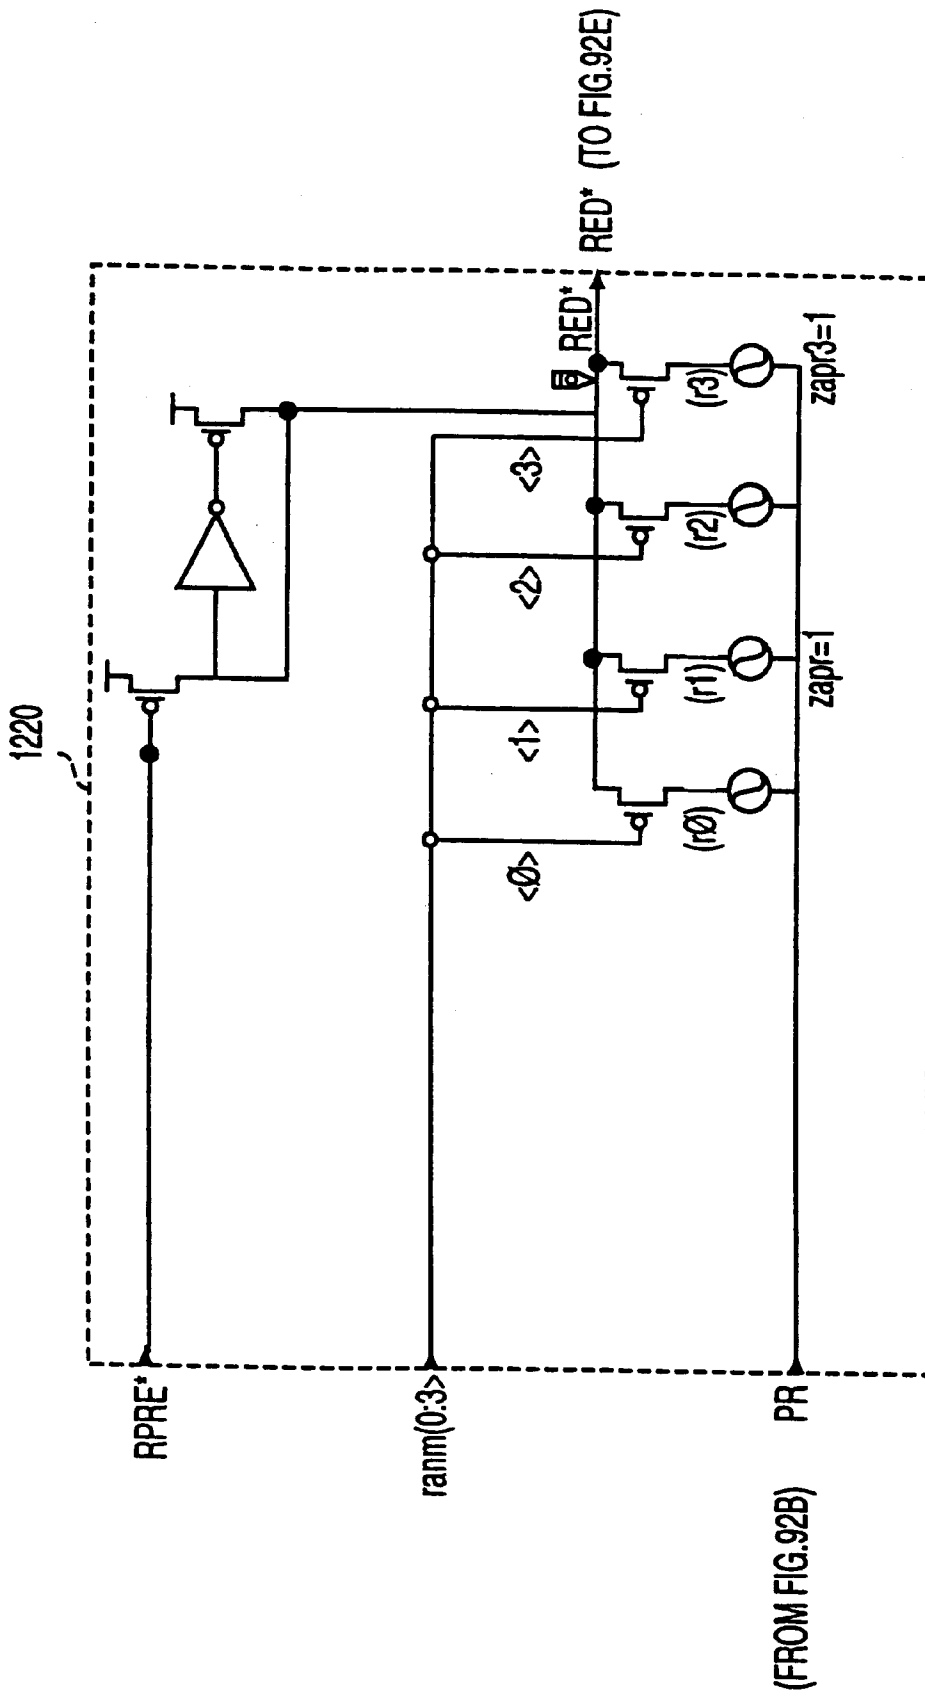 1220
RPRE*
ranm(0:3>
PR
(FROM FIG.92B)
<Ø>
<1>
<2>
<3>
(rØ)
(r1)
(r2)
(r3)
zapr=1
zapr3=1
RED*
RED* (TO FIG.92E)